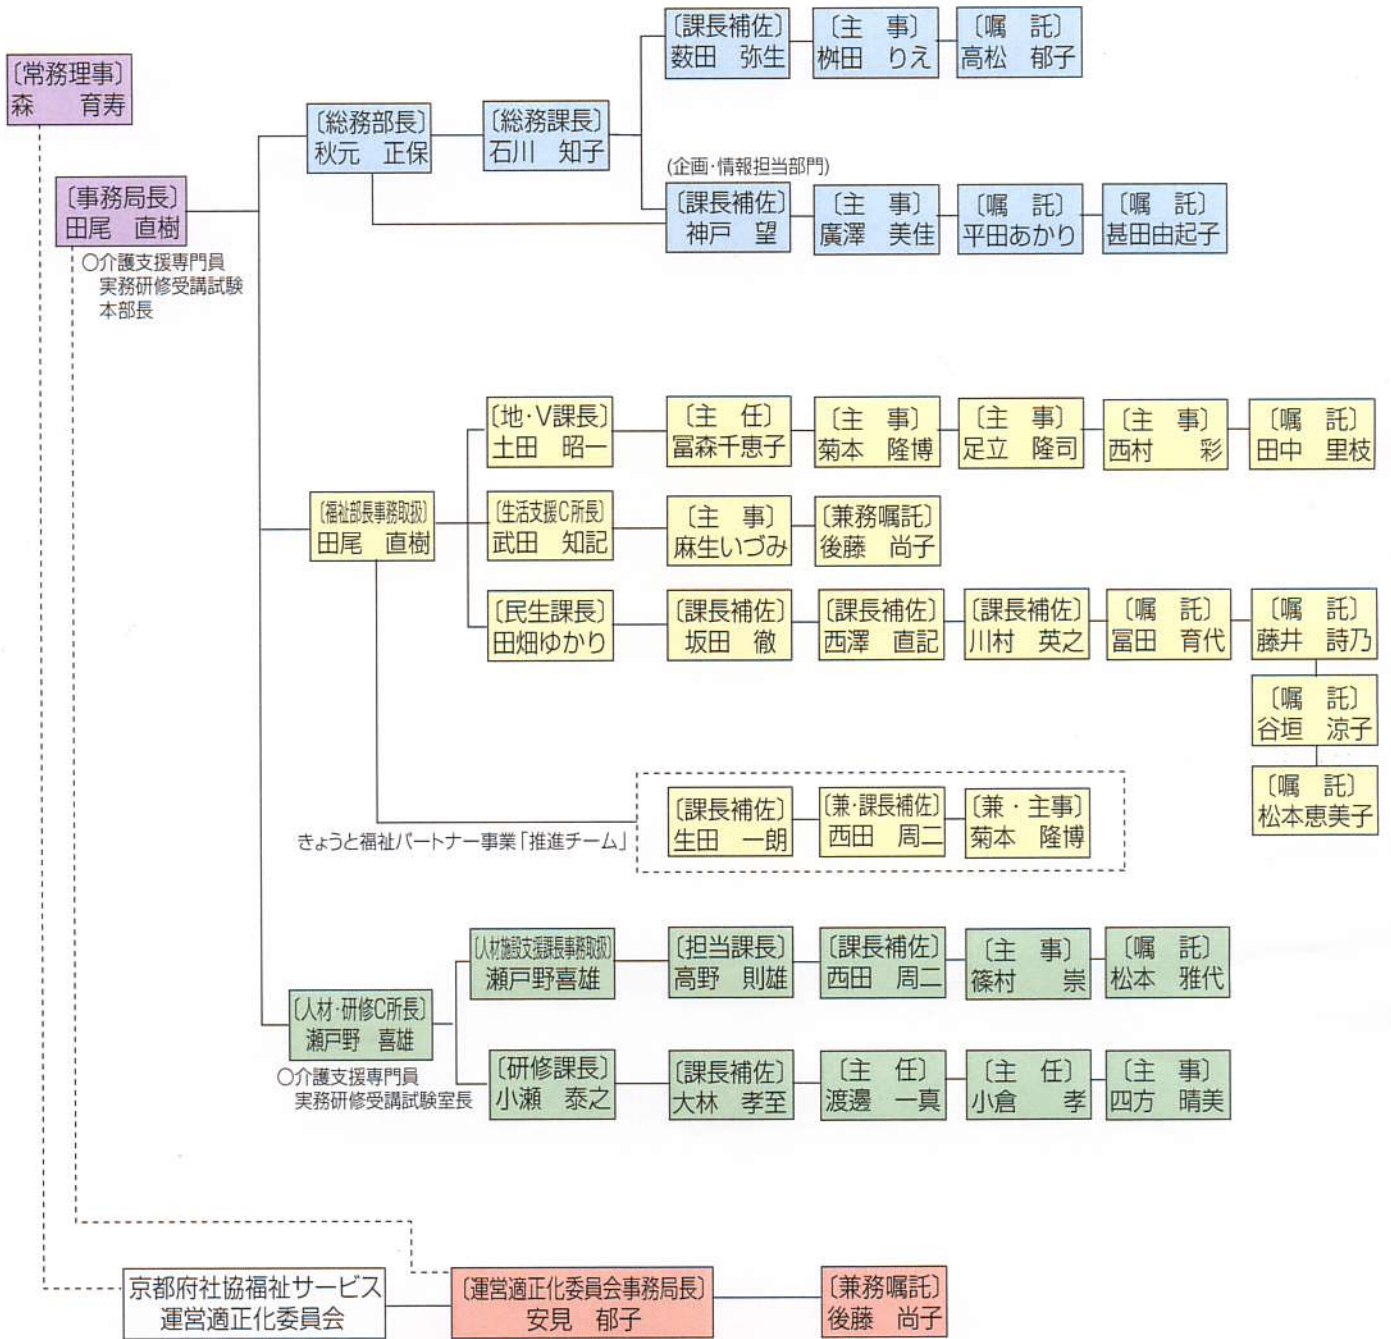 〔常務理事〕
森　育寿
〔事務局長〕
田尾　直樹
○介護支援専門員
実務研修受講試験
本部長
〔総務部長〕
秋元　正保
〔総務課長〕
石川　知子
〔課長補佐〕
薮田　弥生
〔主　事〕
桝田　りえ
〔嘱　託〕
高松　郁子
(企画・情報担当部門)
〔課長補佐〕
神戸　望
〔主　事〕
廣澤　美佳
〔嘱　託〕
平田あかり
〔嘱　託〕
甚田由起子
〔福祉部長事務取扱〕
田尾　直樹
〔地・V課長〕
土田　昭一
〔主　任〕
冨森千恵子
〔主　事〕
菊本　隆博
〔主　事〕
足立　隆司
〔主　事〕
西村　彩
〔嘱　託〕
田中　里枝
〔生活支援C所長〕
武田　知記
〔主　事〕
麻生いづみ
〔兼務嘱託〕
後藤　尚子
〔民生課長〕
田畑ゆかり
〔課長補佐〕
坂田　徹
〔課長補佐〕
西澤　直記
〔課長補佐〕
川村　英之
〔嘱　託〕
冨田　育代
〔嘱　託〕
藤井　詩乃
〔嘱　託〕
谷垣　涼子
〔嘱　託〕
松本恵美子
きょうと福祉パートナー事業「推進チーム」
〔課長補佐〕
生田　一朗
〔兼・課長補佐〕
西田　周二
〔兼・主事〕
菊本　隆博
〔人材・研修C所長〕
瀬戸野　喜雄
○介護支援専門員
実務研修受講試験室長
〔人材施設支援課長事務取扱〕
瀬戸野喜雄
〔担当課長〕
高野　則雄
〔課長補佐〕
西田　周二
〔主　事〕
篠村　崇
〔嘱　託〕
松本　雅代
〔研修課長〕
小瀬　泰之
〔課長補佐〕
大林　孝至
〔主　任〕
渡邊　一真
〔主　任〕
小倉　孝
〔主　事〕
四方　晴美
京都府社協福祉サービス
運営適正化委員会
〔運営適正化委員会事務局長〕
安見　郁子
〔兼務嘱託〕
後藤　尚子